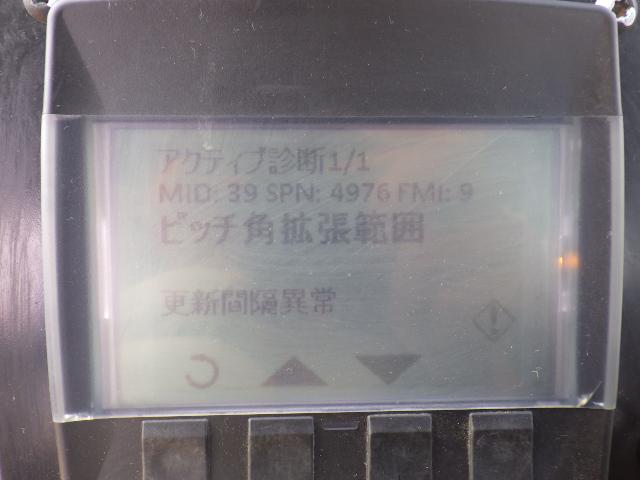 アクティブ診断1/1
MID: 39 SPN: 4976 FMI: 9
ピッチ角拡張範囲
更新間隔異常